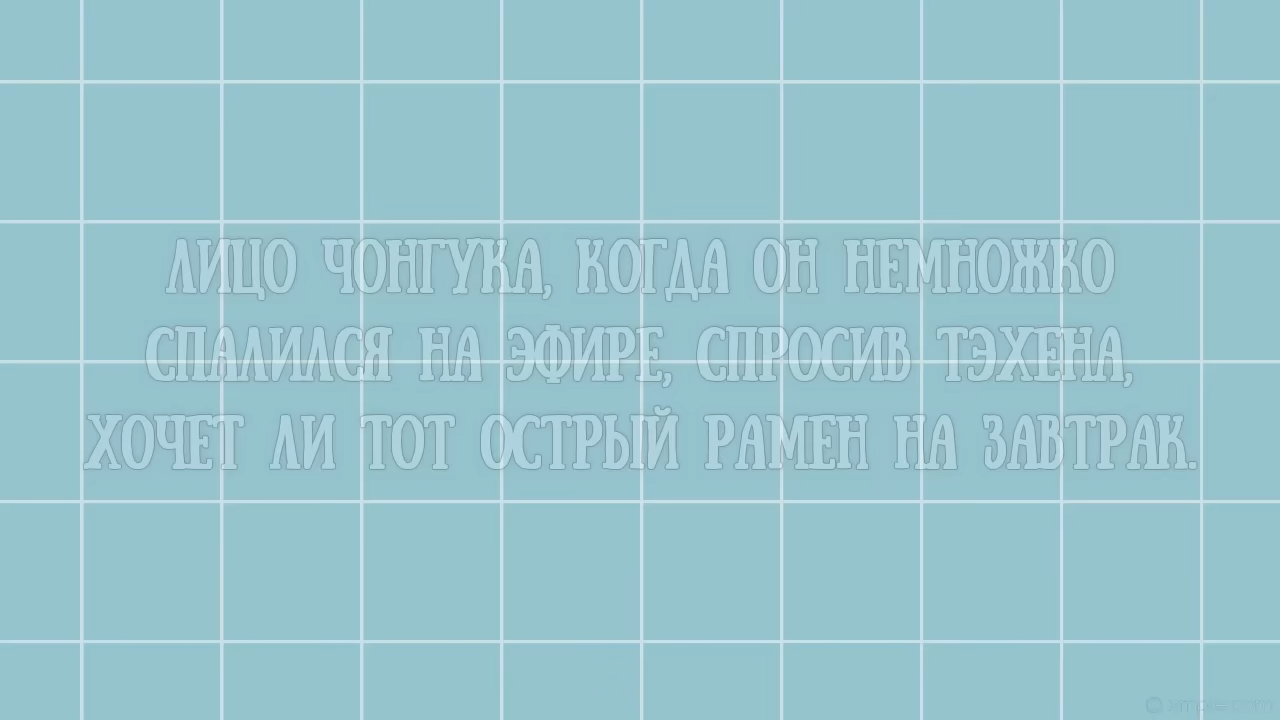 ЛИЦО ЧОНГУКА, КОГДА ОН НЕМНОЖКО
СПАЛИЛСЯ НА ЭФИРЕ, СПРОСИВ ТЭХЕНА,
ХОЧЕТ ЛИ ТОТ ОСТРЫЙ РАМЕН НА ЗАВТРАК.